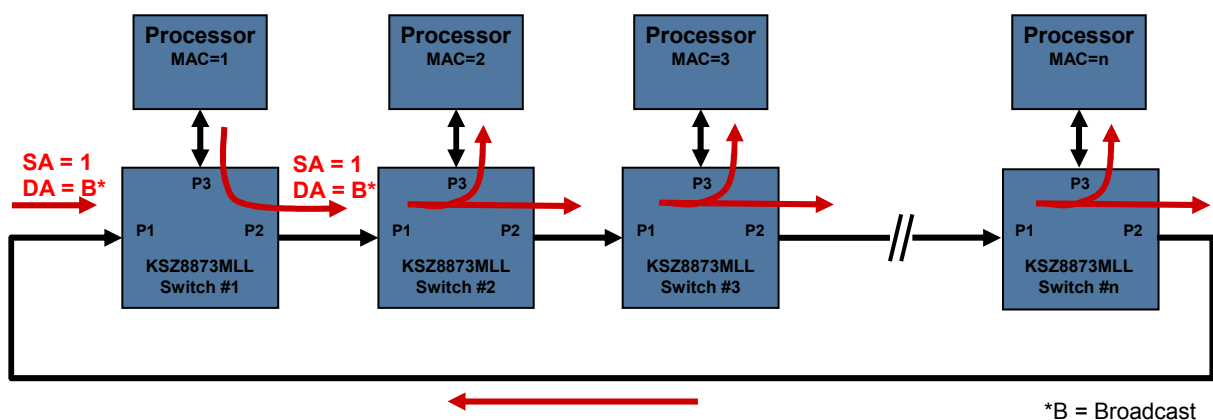 Processor
MAC=1
Processor
MAC=2
Processor
MAC=3
Processor
MAC=n
SA = 1
DA = B*
SA = 1
DA = B*
P3
P3
P3
P3
P1
P2
P1
P2
P1
P2
P1
P2
KSZ8873MLL
Switch #1
KSZ8873MLL
Switch #2
KSZ8873MLL
Switch #3
KSZ8873MLL
Switch #n
*B = Broadcast